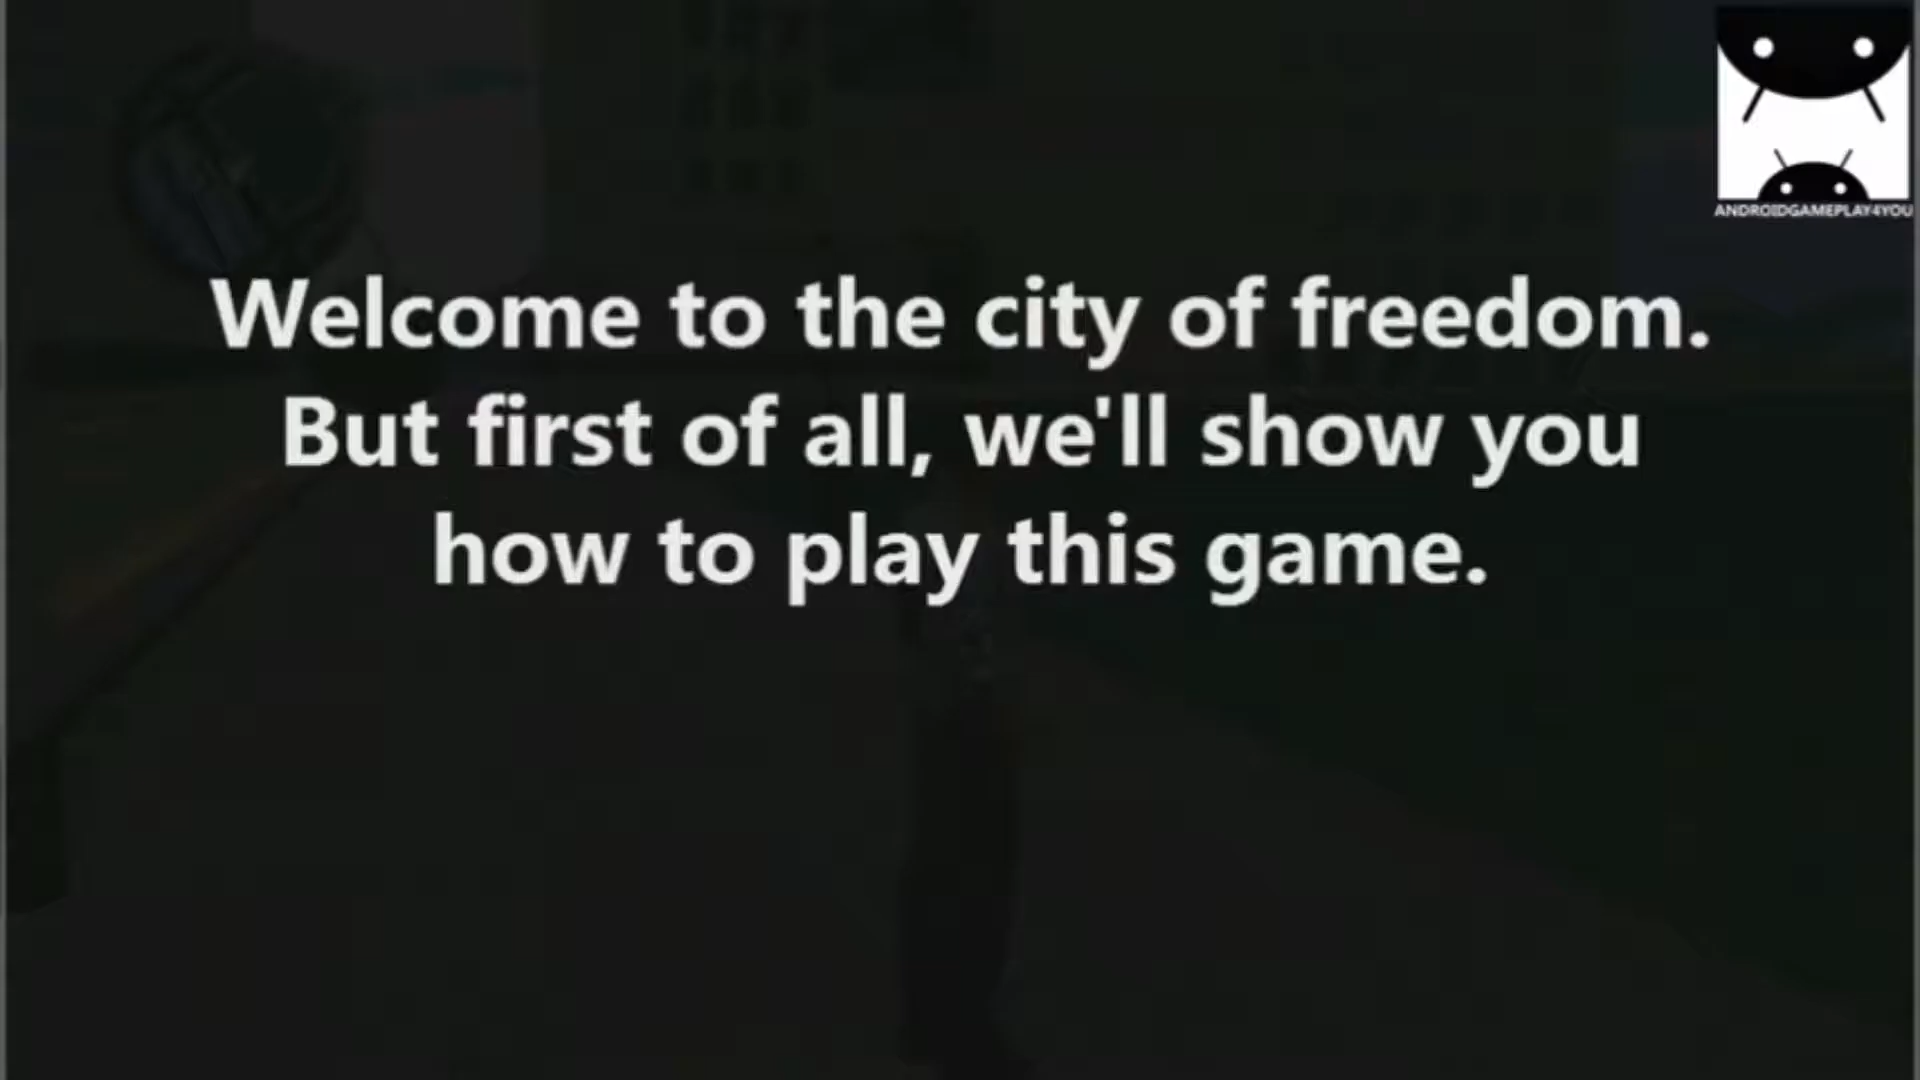 ANDROIDGAMEPLAY4YOU
Welcome to the city of freedom.
But first of all, we'll show you
how to play this game.